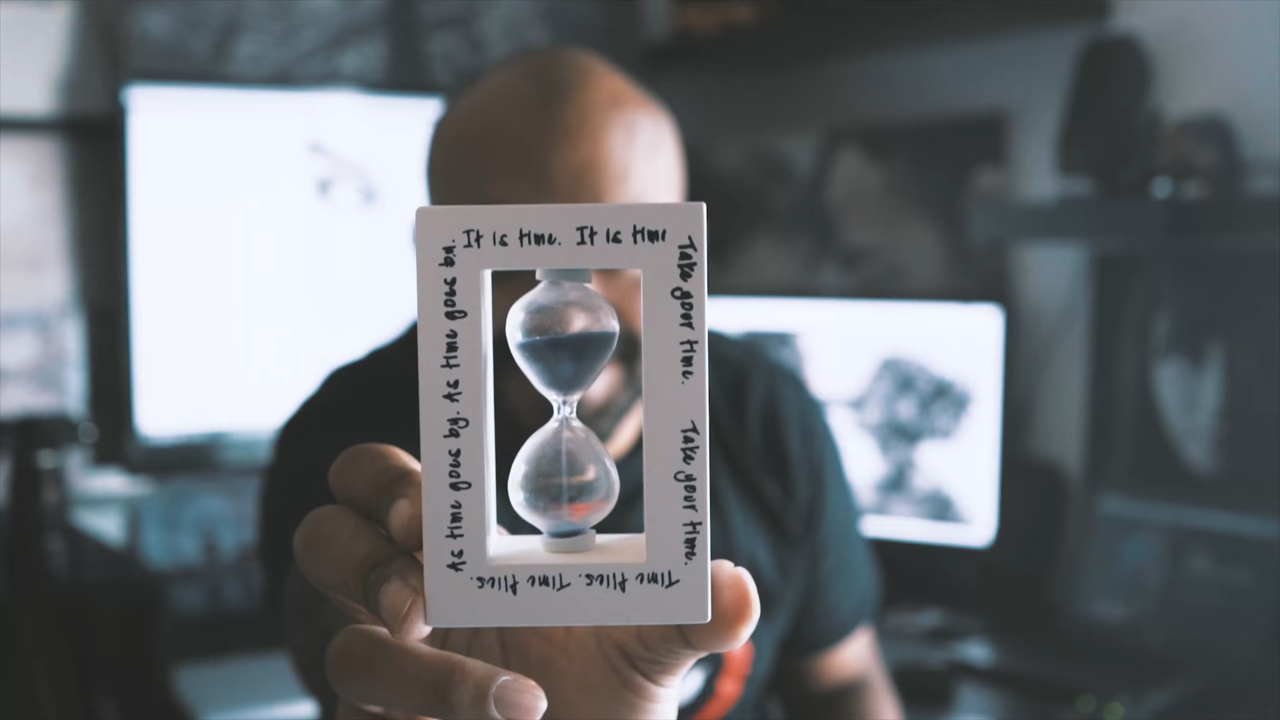 It is time. It is time
Take your time. Take your time.
Time flies. Time flies.
As time goes by. As time goes by.